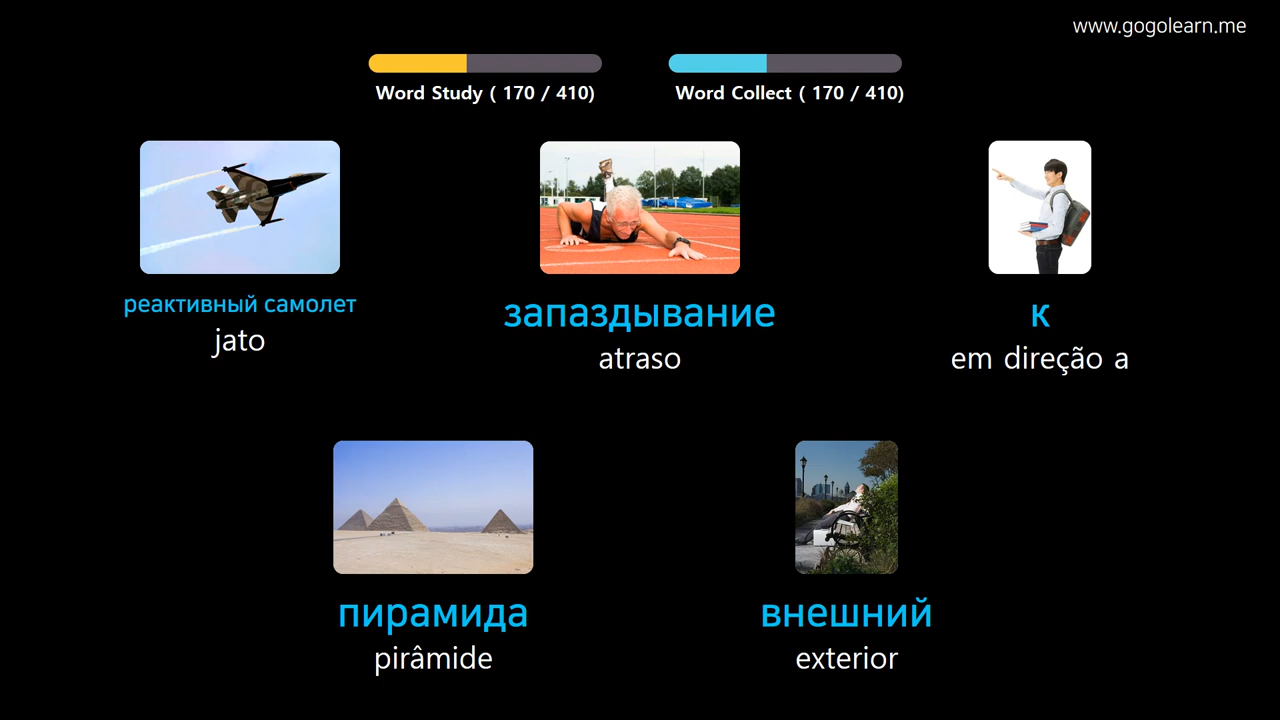 www.gogolearn.me
Word Study ( 170 / 410)
Word Collect ( 170 / 410)
реактивный самолет
jato
запаздывание
atraso
к
em direção a
пирамида
pirâmide
внешний
exterior